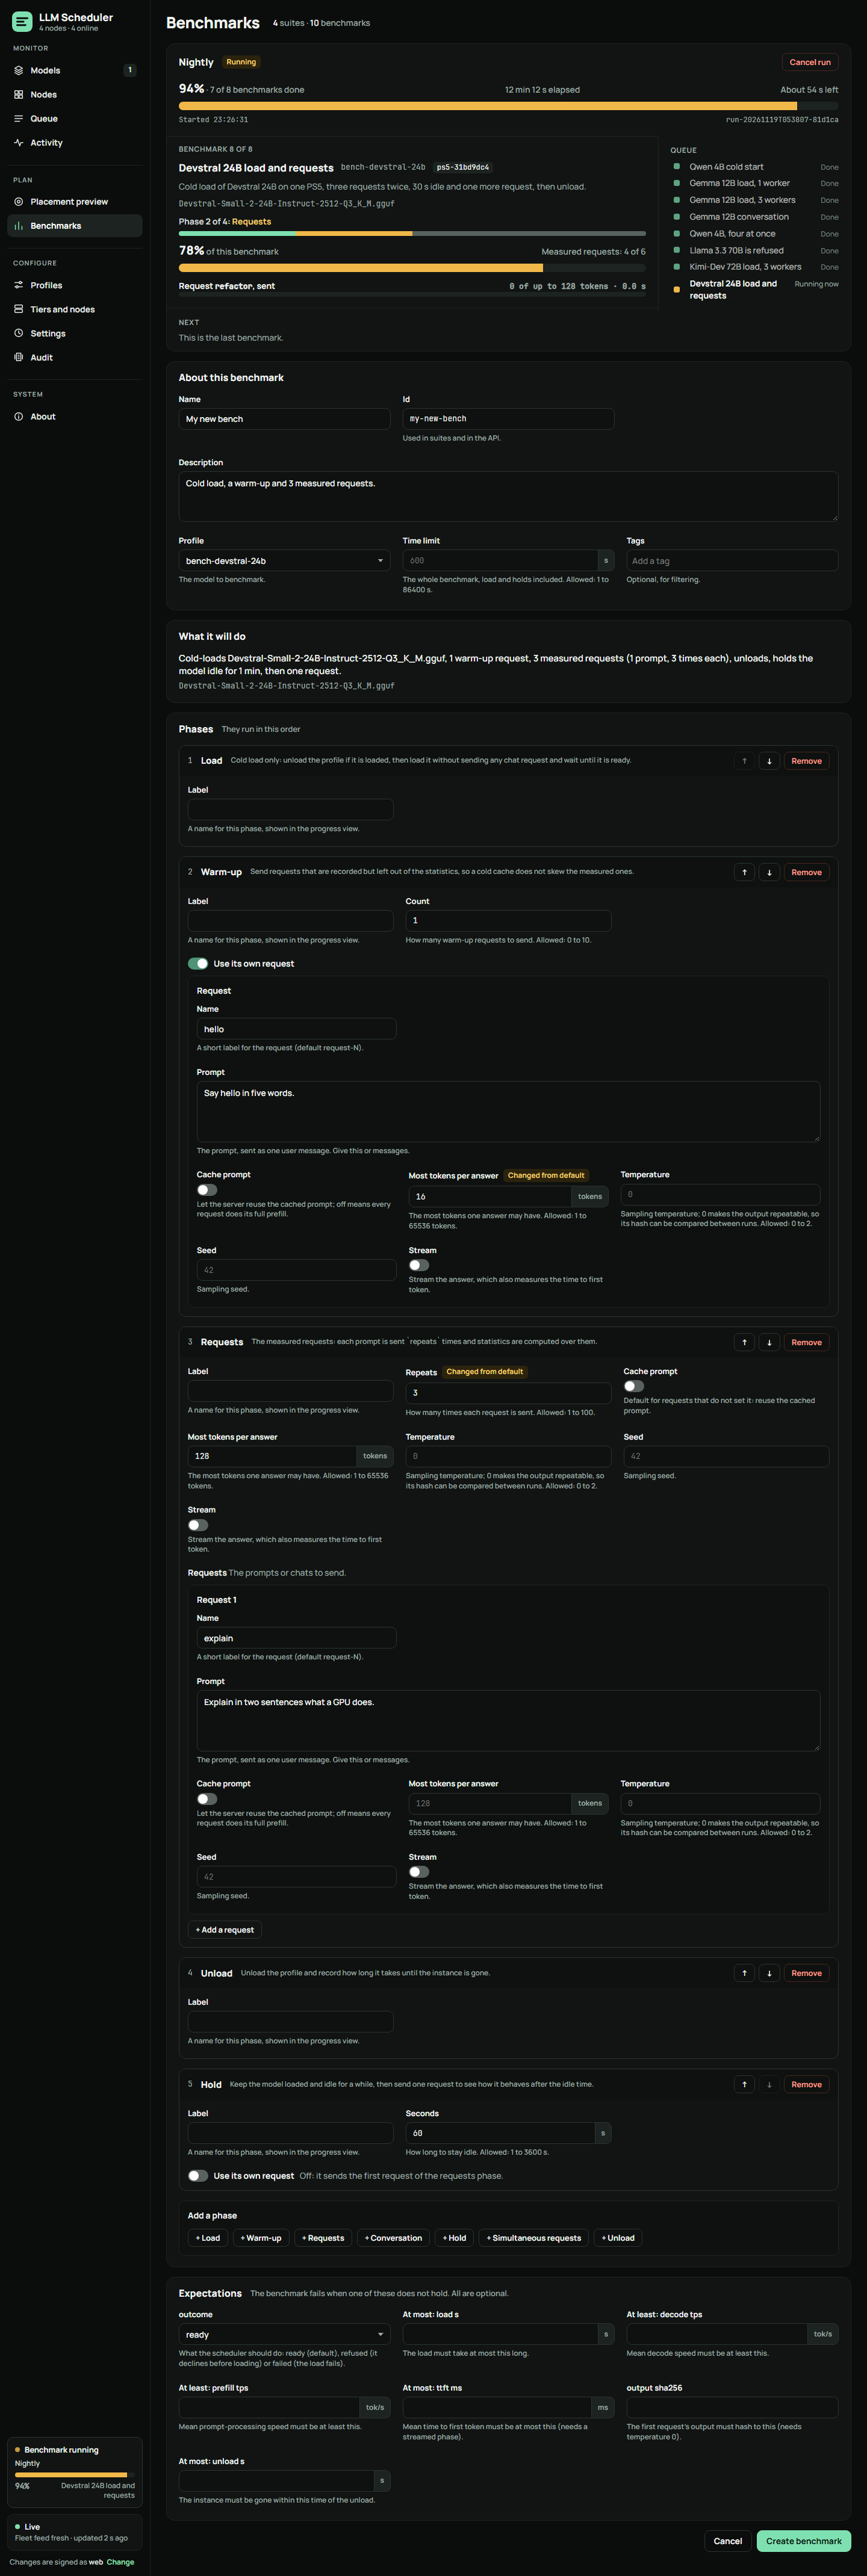 LLM Scheduler
4 nodes · 4 online
MONITOR
Models 1
Nodes
Queue
Activity
PLAN
Placement preview
Benchmarks
CONFIGURE
Profiles
Tiers and nodes
Settings
Audit
SYSTEM
About
Benchmark running
Nightly
94% Devstral 24B load and
requests
Live
Fleet feed fresh · updated 2 s ago
Changes are signed as web Change
Benchmarks 4 suites · 10 benchmarks
Nightly Running Cancel run
94% · 7 of 8 benchmarks done 12 min 12 s elapsed About 54 s left
Started 23:26:31 run-20261119T053807-81d1ca
BENCHMARK 8 OF 8
Devstral 24B load and requests bench-devstral-24b ps5-31bd9dc4
Cold load of Devstral 24B on one PS5, three requests twice, 30 s idle and one more request, then unload.
Devstral-Small-2-24B-Instruct-2512-Q3_K_M.gguf
Phase 2 of 4: Requests
78% of this benchmark Measured requests: 4 of 6
Request refactor, sent 0 of up to 128 tokens · 0.0 s
NEXT
This is the last benchmark.
QUEUE
Qwen 4B cold start Done
Gemma 12B load, 1 worker Done
Gemma 12B load, 3 workers Done
Gemma 12B conversation Done
Qwen 4B, four at once Done
Llama 3.3 70B is refused Done
Kimi-Dev 72B load, 3 workers Done
Devstral 24B load and Running now
requests
About this benchmark
Name Id
My new bench my-new-bench
Used in suites and in the API.
Description
Cold load, a warm-up and 3 measured requests.
Profile Time limit Tags
bench-devstral-24b 600 s Add a tag
The model to benchmark. The whole benchmark, load and holds included. Allowed: 1 to Optional, for filtering.
86400 s.
What it will do
Cold-loads Devstral-Small-2-24B-Instruct-2512-Q3_K_M.gguf, 1 warm-up request, 3 measured requests (1 prompt, 3 times each), unloads, holds the
model idle for 1 min, then one request.
Devstral-Small-2-24B-Instruct-2512-Q3_K_M.gguf
Phases They run in this order
1 Load Cold load only: unload the profile if it is loaded, then load it without sending any chat request and wait until it is ready. ↑ ↓ Remove
Label
A name for this phase, shown in the progress view.
2 Warm-up Send requests that are recorded but left out of the statistics, so a cold cache does not skew the measured ones. ↑ ↓ Remove
Label Count
1
A name for this phase, shown in the progress view. How many warm-up requests to send. Allowed: 0 to 10.
Use its own request
Request
Name
hello
A short label for the request (default request-N).
Prompt
Say hello in five words.
The prompt, sent as one user message. Give this or messages.
Cache prompt Most tokens per answer Changed from default Temperature
16 tokens 0
Let the server reuse the cached prompt; off means every The most tokens one answer may have. Allowed: 1 to Sampling temperature; 0 makes the output repeatable, so
request does its full prefill. 65536 tokens. its hash can be compared between runs. Allowed: 0 to 2.
Seed Stream
42
Sampling seed. Stream the answer, which also measures the time to first
token.
3 Requests The measured requests: each prompt is sent `repeats` times and statistics are computed over them. ↑ ↓ Remove
Label Repeats Changed from default Cache prompt
3
A name for this phase, shown in the progress view. How many times each request is sent. Allowed: 1 to 100. Default for requests that do not set it: reuse the cached
prompt.
Most tokens per answer Temperature Seed
128 tokens 0 42
The most tokens one answer may have. Allowed: 1 to 65536 Sampling temperature; 0 makes the output repeatable, so Sampling seed.
tokens. its hash can be compared between runs. Allowed: 0 to 2.
Stream
Stream the answer, which also measures the time to first
token.
Requests The prompts or chats to send.
Request 1
Name
explain
A short label for the request (default request-N).
Prompt
Explain in two sentences what a GPU does.
The prompt, sent as one user message. Give this or messages.
Cache prompt Most tokens per answer Temperature
128 tokens 0
Let the server reuse the cached prompt; off means every The most tokens one answer may have. Allowed: 1 to Sampling temperature; 0 makes the output repeatable, so
request does its full prefill. 65536 tokens. its hash can be compared between runs. Allowed: 0 to 2.
Seed Stream
42
Sampling seed. Stream the answer, which also measures the time to first
token.
+ Add a request
4 Unload Unload the profile and record how long it takes until the instance is gone. ↑ ↓ Remove
Label
A name for this phase, shown in the progress view.
5 Hold Keep the model loaded and idle for a while, then send one request to see how it behaves after the idle time. ↑ ↓ Remove
Label Seconds
60 s
A name for this phase, shown in the progress view. How long to stay idle. Allowed: 1 to 3600 s.
Use its own request Off: it sends the first request of the requests phase.
Add a phase
+ Load + Warm-up + Requests + Conversation + Hold + Simultaneous requests + Unload
Expectations The benchmark fails when one of these does not hold. All are optional.
outcome At most: load s At least: decode tps
ready s tok/s
What the scheduler should do: ready (default), refused (it The load must take at most this long. Mean decode speed must be at least this.
declines before loading) or failed (the load fails).
At least: prefill tps At most: ttft ms output sha256
tok/s ms
Mean prompt-processing speed must be at least this. Mean time to first token must be at most this (needs a The first request's output must hash to this (needs
streamed phase). temperature 0).
At most: unload s
s
The instance must be gone within this time of the unload.
Cancel Create benchmark